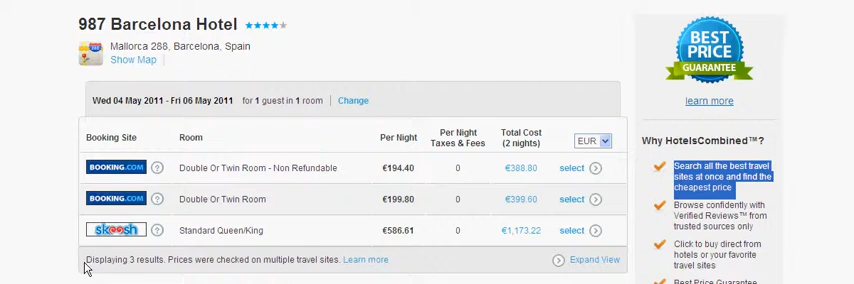 987 Barcelona Hotel
Mallorca 288, Barcelona, Spain
Show Map
Wed 04 May 2011 - Fri 06 May 2011 for 1 guest in 1 room Change
Booking Site Room Per Night Per Night Taxes & Fees Total Cost (2 nights) EUR
BOOKING.COM ? Double Or Twin Room - Non Refundable €194.40 0 €388.80 select
BOOKING.COM ? Double Or Twin Room €199.80 0 €399.60 select
skoosh ? Standard Queen/King €586.61 0 €1,173.22 select
Displaying 3 results. Prices were checked on multiple travel sites. Learn more Expand View
BEST
PRICE
GUARANTEE
learn more
Why HotelsCombined™?
Search all the best travel
sites at once and find the
cheapest price
Browse confidently with
Verified Reviews™ from
trusted sources only
Click to buy direct from
hotels or your favorite
travel sites
Best Price Guarantee